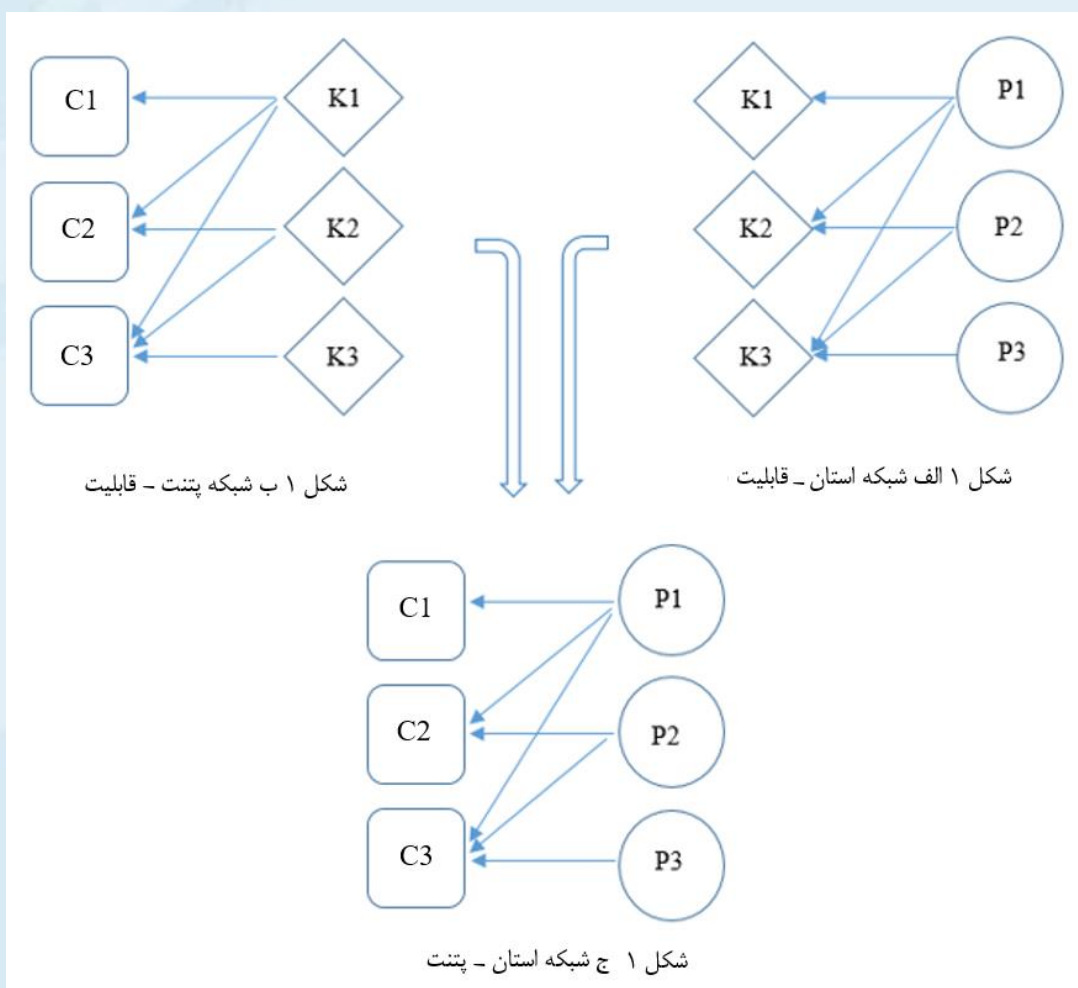 K1
P1
K2
P2
K3
P3
شکل ۱ الف شبکه استان – قابلیت
C1
K1
C2
K2
C3
K3
شکل ۱ ب شبکه پتنت – قابلیت
C1
P1
C2
P2
C3
P3
شکل ۱ ج شبکه استان – پتنت